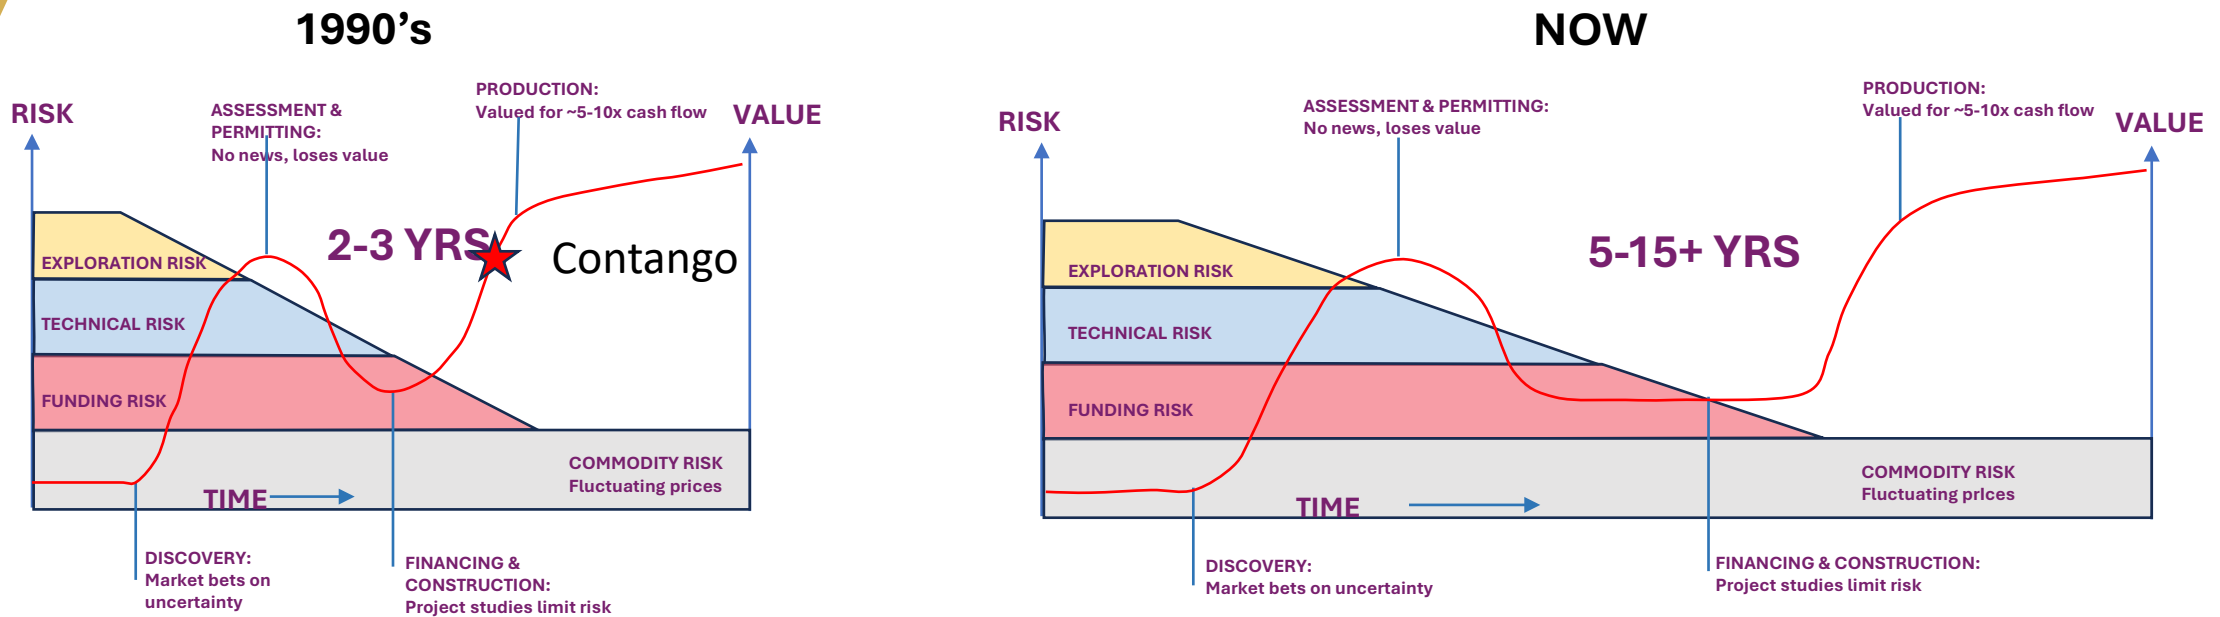 1990’s
RISK
ASSESSMENT &
PERMITTING:
No news, loses value
PRODUCTION:
Valued for ~5-10x cash flow
VALUE
2-3 YRS
Contango
EXPLORATION RISK
TECHNICAL RISK
FUNDING RISK
COMMODITY RISK
Fluctuating prices
TIME
DISCOVERY:
Market bets on
uncertainty
FINANCING &
CONSTRUCTION:
Project studies limit risk
NOW
RISK
ASSESSMENT & PERMITTING:
No news, loses value
PRODUCTION:
Valued for ~5-10x cash flow
VALUE
5-15+ YRS
EXPLORATION RISK
TECHNICAL RISK
FUNDING RISK
COMMODITY RISK
Fluctuating prIces
TIME
DISCOVERY:
Market bets on uncertainty
FINANCING & CONSTRUCTION:
Project studies limit risk